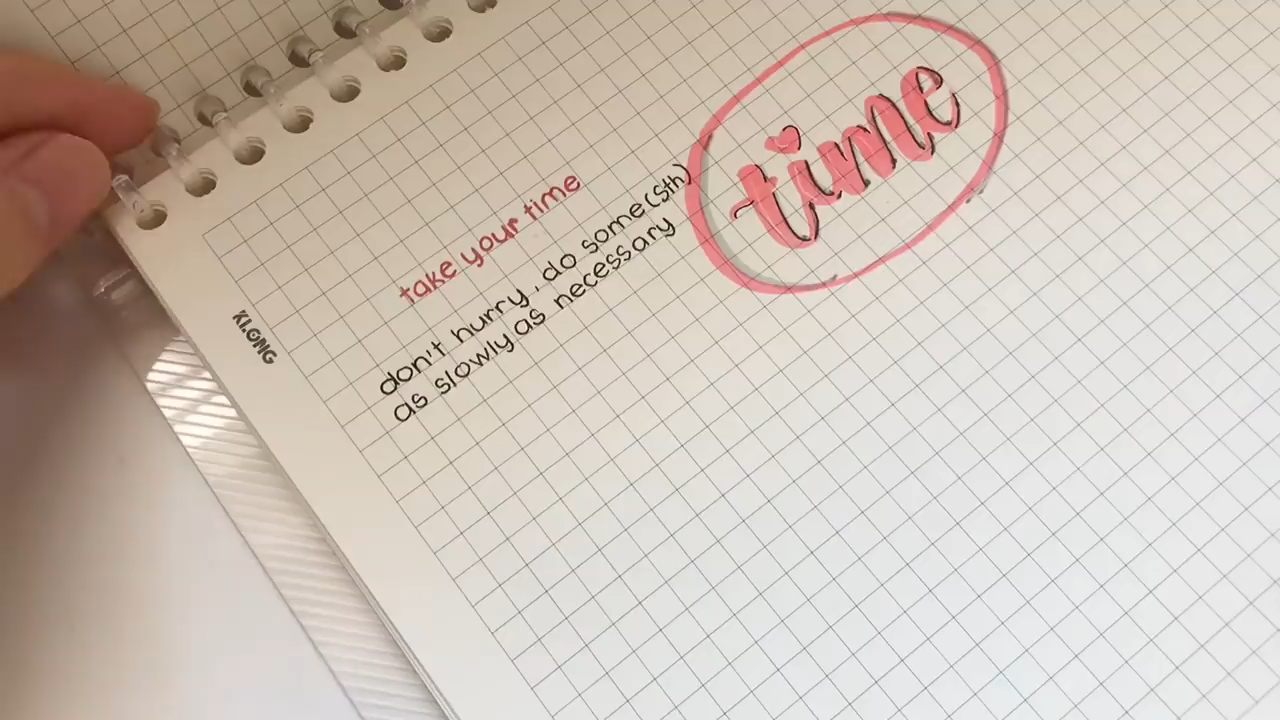 time
take your time
don't hurry, do some(sth)
as slowly as necessary
KLONG